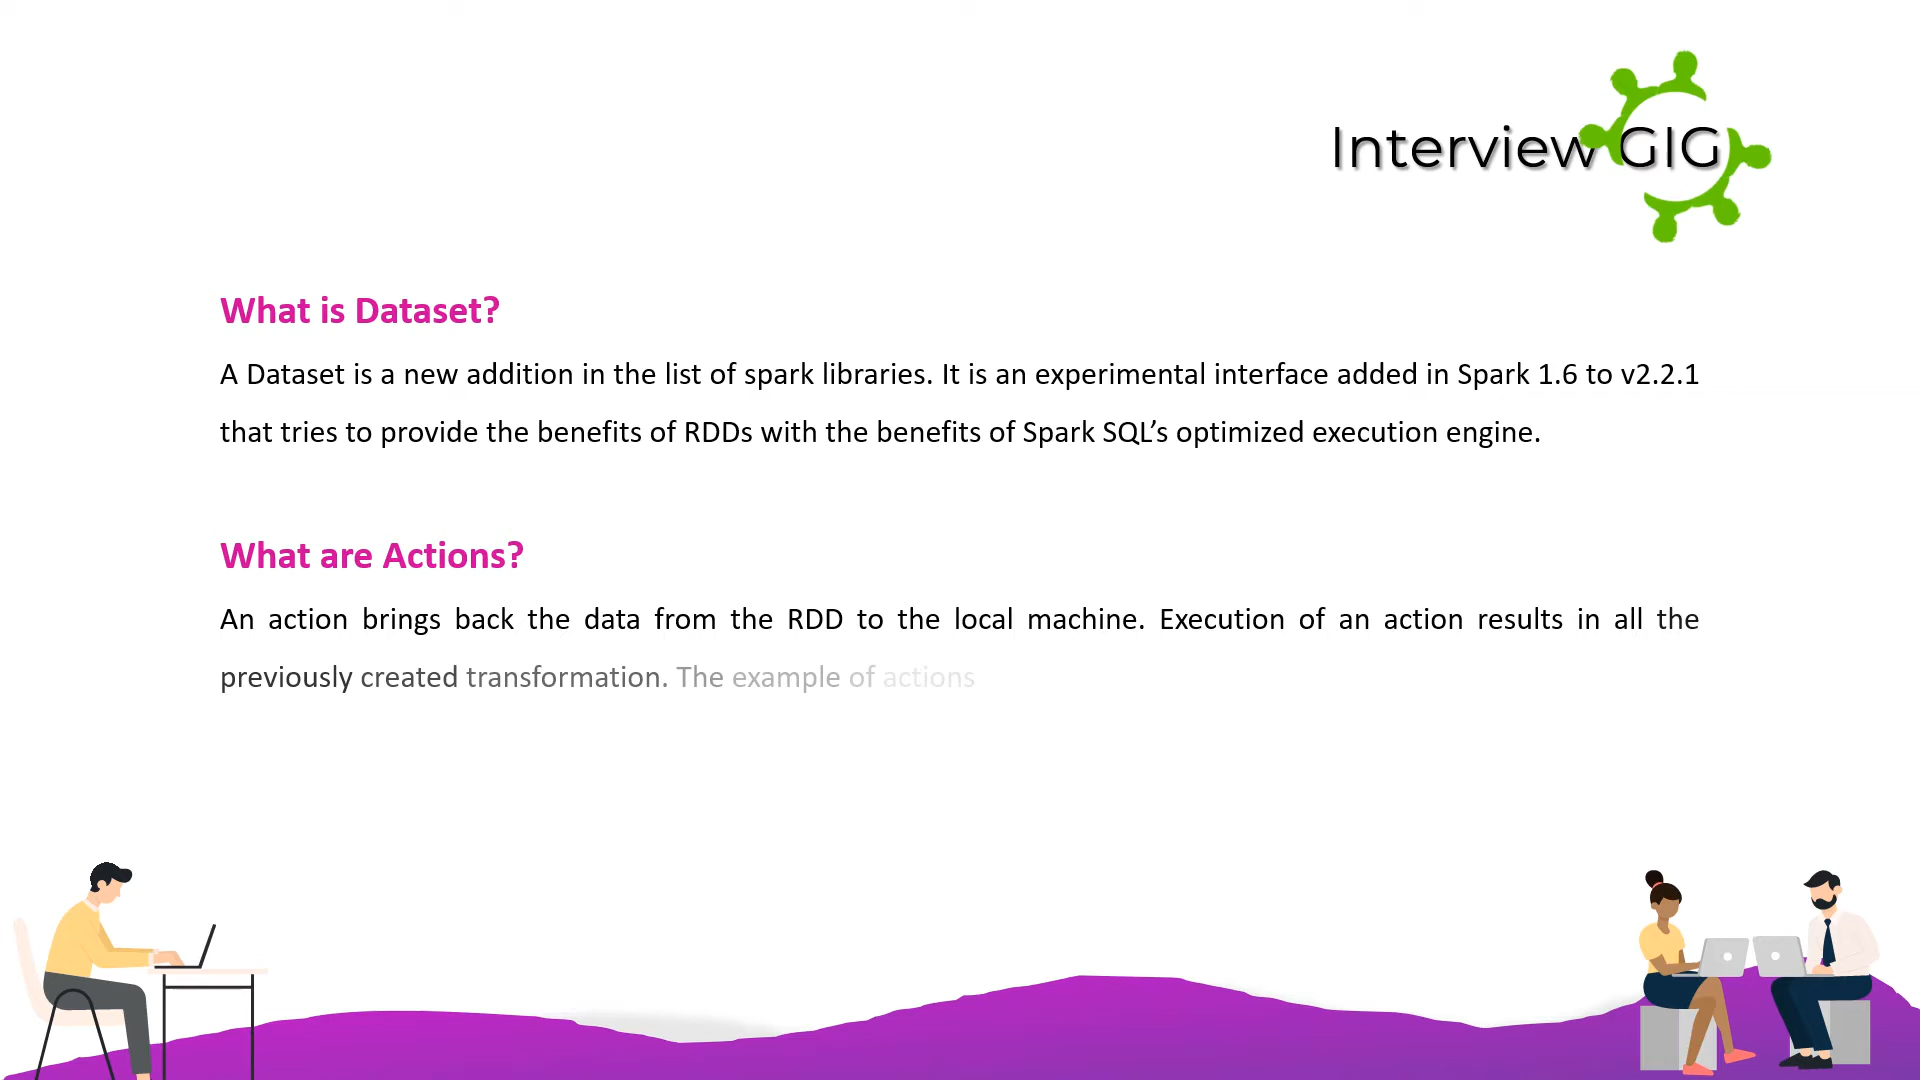 Interview GIG
What is Dataset?
A Dataset is a new addition in the list of spark libraries. It is an experimental interface added in Spark 1.6 to v2.2.1
that tries to provide the benefits of RDDs with the benefits of Spark SQL’s optimized execution engine.
What are Actions?
An action brings back the data from the RDD to the local machine. Execution of an action results in all the
previously created transformation. The example of actions